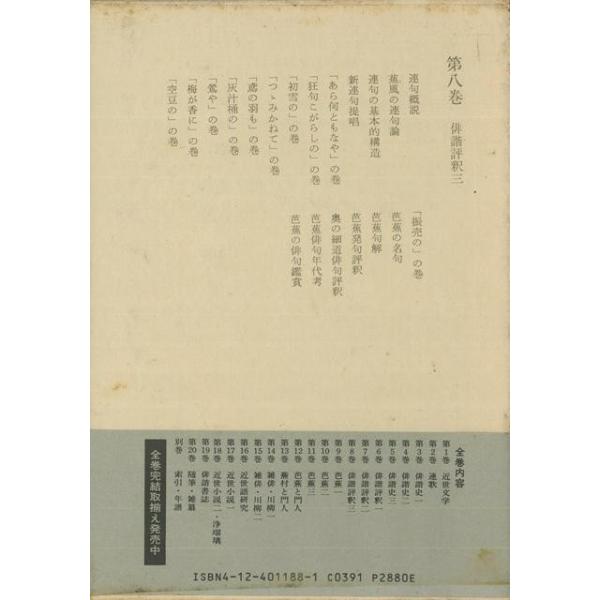 第八巻 俳諧評釈三
連句概説
蕉風の連句論
連句の基本的構造
新連句提唱
「あら何ともなや」の巻
「狂句こがらしの」の巻
「初雪の」の巻
「つゝみかねて」の巻
「鳶の羽も」の巻
「灰汁桶の」の巻
「鶯や」の巻
「梅が香に」の巻
「空豆の」の巻
「振売の」の巻
芭蕉の名句
芭蕉句解
芭蕉発句評釈
奥の細道俳句評釈
芭蕉俳句年代考
芭蕉の俳句鑑賞
全巻内容
第1巻 近世文学
第2巻 連歌
第3巻 俳諧史一
第4巻 俳諧史二
第5巻 俳諧史三
第6巻 俳諧評釈一
第7巻 俳諧評釈二
第8巻 俳諧評釈三
第9巻 芭蕉一
第10巻 芭蕉二
第11巻 芭蕉三
第12巻 芭蕉と門人
第13巻 蕪村と門人
第14巻 雑俳・川柳一
第15巻 雑俳・川柳二
第16巻 近世語研究
第17巻 近世小説一
第18巻 近世小説二・浄瑠璃
第19巻 俳諧書誌
第20巻 随筆・雑纂
別巻 索引・年譜
全巻完結取揃え発売中
ISBN4-12-401188-1 C0391 P2880E